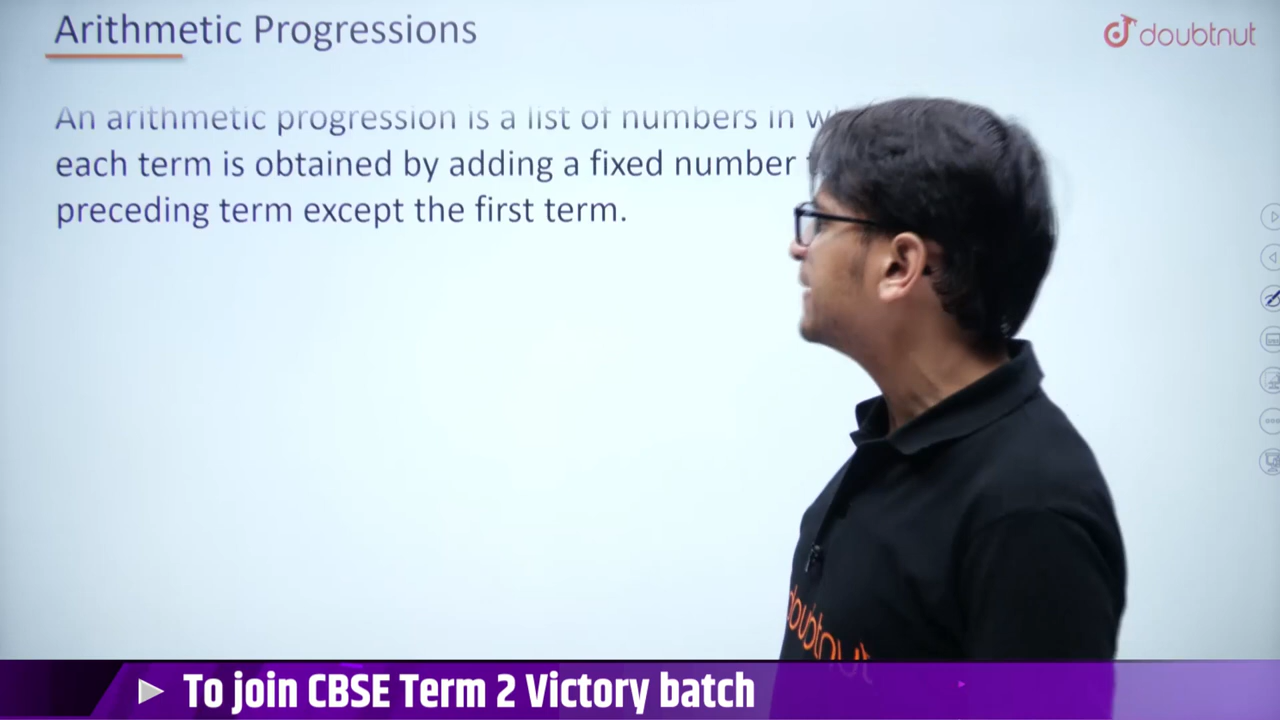 Arithmetic Progressions
doubtnut
An arithmetic progression is a list of numbers in
each term is obtained by adding a fixed number
preceding term except the first term.
doubtnut
To join CBSE Term 2 Victory batch